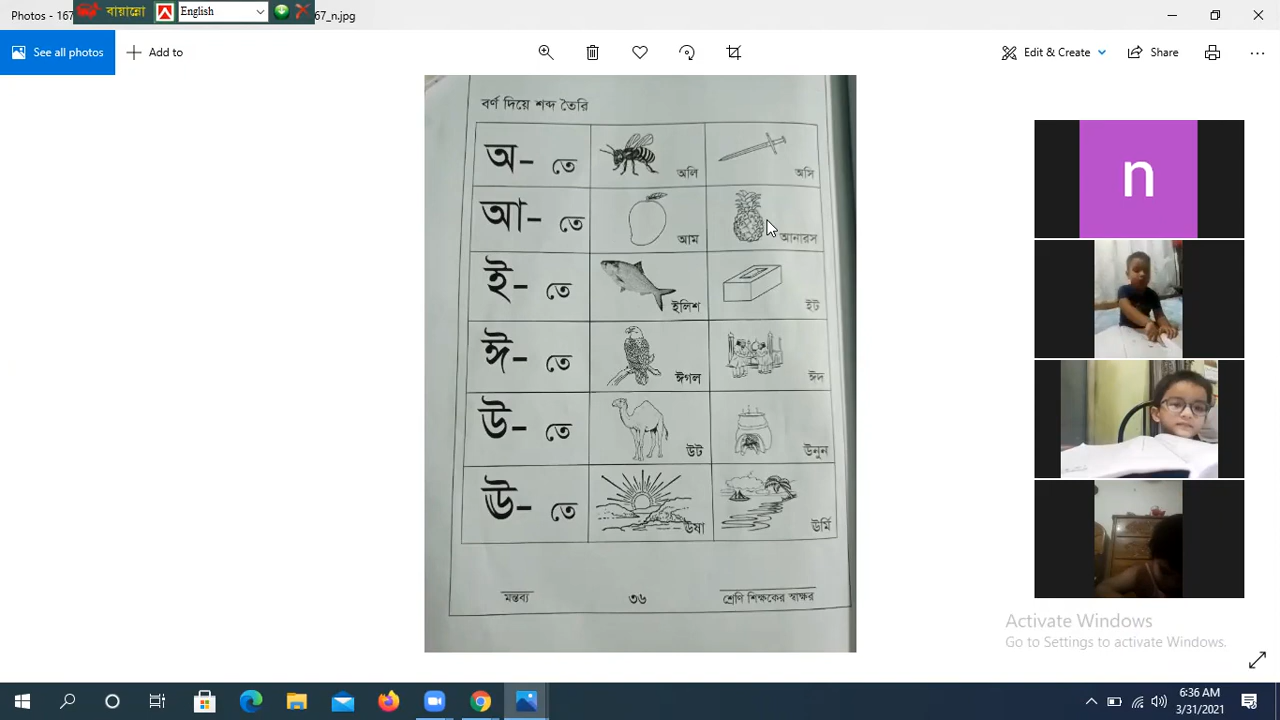 Photos - 167
67_n.jpg
বায়ান্নো
English
See all photos
Add to
Edit & Create
Share
বর্ণ দিয়ে শব্দ তৈরি
অ- তে অলি অসি
আ- তে আম আনারস
ই- তে ইলিশ ইট
ঈ- তে ঈগল ঈদ
উ- তে উট উনুন
ঊ- তে ঊষা ঊর্মি
মন্তব্য ৩৬ শ্রেণি শিক্ষকের স্বাক্ষর
n
Activate Windows
Go to Settings to activate Windows.
6:36 AM
3/31/2021